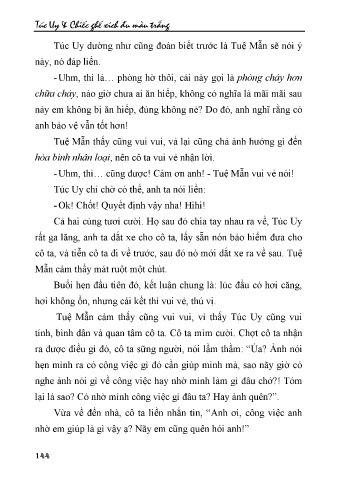 Túc Uy & Chiếc ghế xích đu màu trắng
Túc Uy dường như cũng đoán biết trước là Tuệ Mẫn sẽ nói ý
này, nó đáp liền.
- Uhm, thì là… phòng hờ thôi, cái này gọi là phòng cháy hơn
chữa cháy, nào giờ chưa ai ăn hiếp, không có nghĩa là mãi mãi sau
này em không bị ăn hiếp, đúng không nè? Do đó, anh nghĩ rằng có
anh bảo vệ vẫn tốt hơn!
Tuệ Mẫn thấy cũng vui vui, vả lại cũng chả ảnh hưởng gì đến
hòa bình nhân loại, nên cô ta vui vẻ nhận lời.
- Uhm, thì… cũng được! Cảm ơn anh! - Tuệ Mẫn vui vẻ nói!
Túc Uy chỉ chờ có thế, anh ta nói liền:
- Ok! Chốt! Quyết định vậy nha! Hihi!
Cả hai cùng tươi cười. Họ sau đó chia tay nhau ra về, Túc Uy
rất ga lăng, anh ta dắt xe cho cô ta, lấy sẵn nón bảo hiểm đưa cho
cô ta, và tiễn cô ta đi về trước, sau đó nó mới dắt xe ra về sau. Tuệ
Mẫn cảm thấy mát ruột một chút.
Buổi hẹn đầu tiên đó, kết luận chung là: lúc đầu có hơi căng,
hơi không ổn, nhưng cái kết thì vui vẻ, thú vị.
Tuệ Mẫn cảm thấy cũng vui vui, vì thấy Túc Uy cũng vui
tính, bình dân và quan tâm cô ta. Cô ta mỉm cười. Chợt cô ta nhận
ra được điều gì đó, cô ta sững người, nói lẩm thầm: “Ủa? Ảnh nói
hẹn mình ra có công việc gì đó cần giúp mình mà, sao nãy giờ có
nghe ảnh nói gì về công việc hay nhờ mình làm gì đâu chớ?! Tóm
lại là sao? Có nhờ mình công việc gì đâu ta? Hay ảnh quên?”.
Vừa về đến nhà, cô ta liền nhắn tin, “Anh ơi, công việc anh
nhờ em giúp là gì vậy ạ? Nãy em cũng quên hỏi anh!”
144